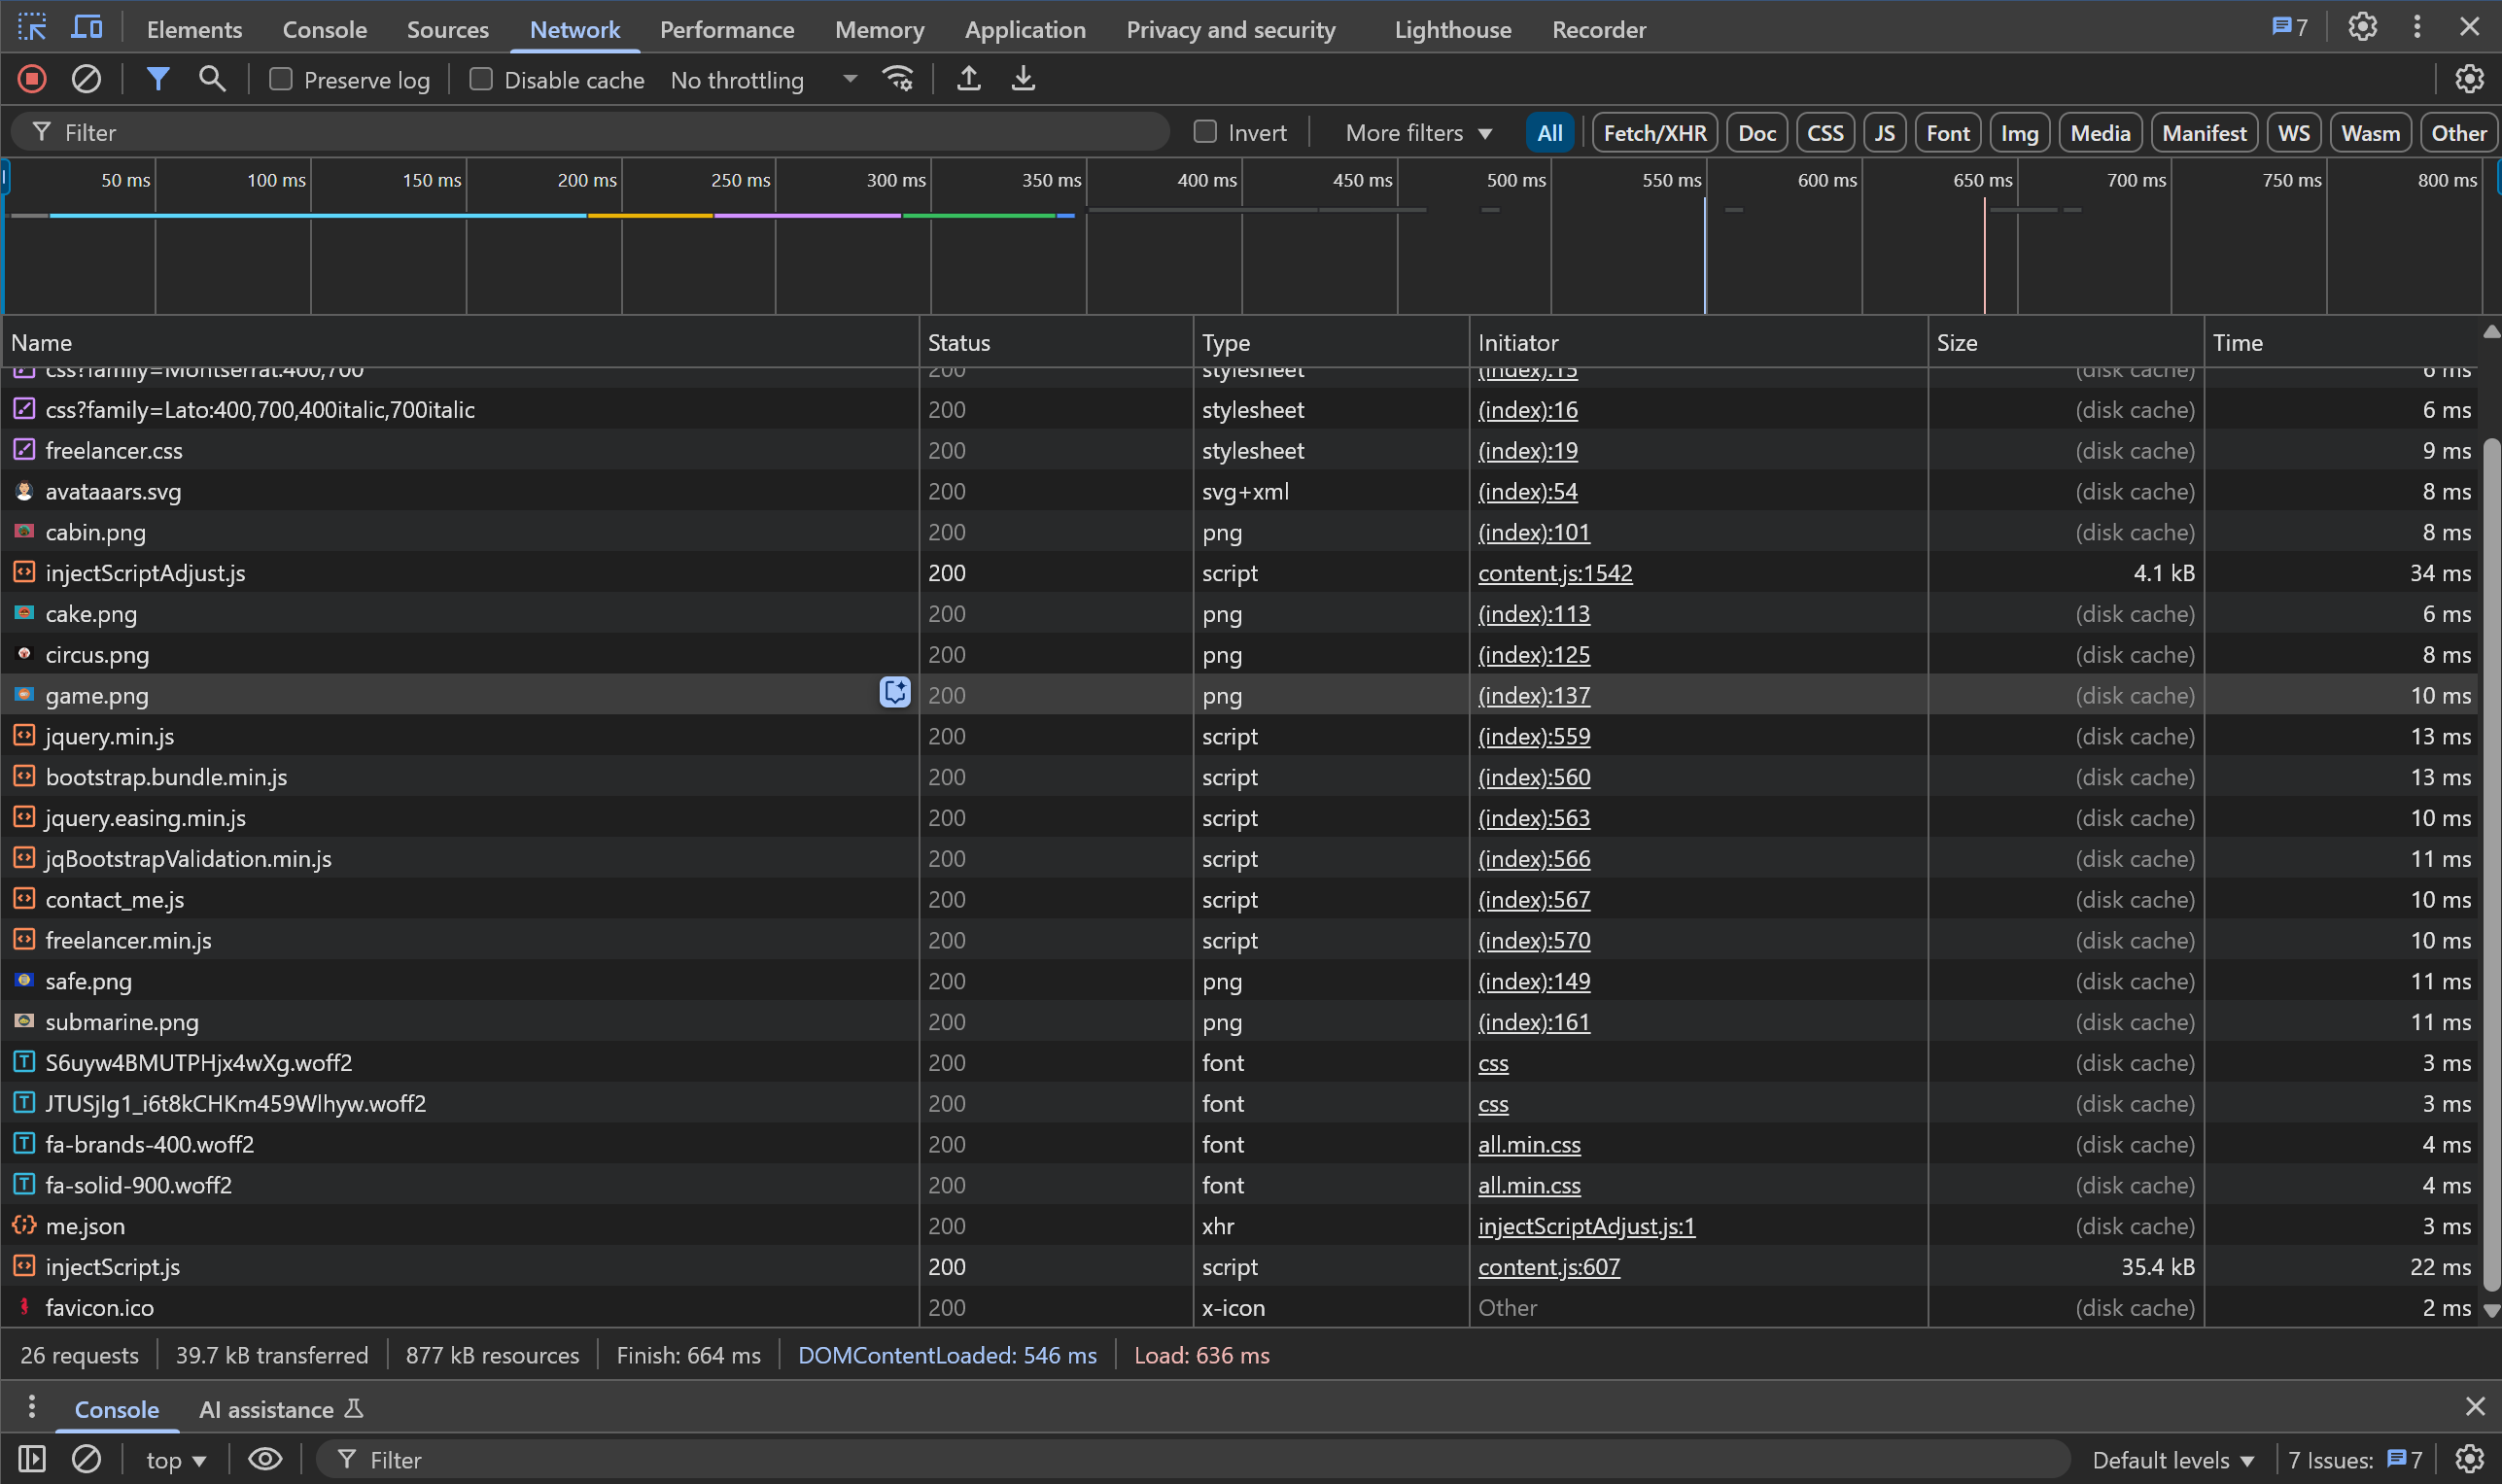 Elements Console Sources Network Performance Memory Application Privacy and security Lighthouse Recorder 7
Preserve log Disable cache No throttling
Filter Invert More filters All Fetch/XHR Doc CSS JS Font Img Media Manifest WS Wasm Other
50 ms 100 ms 150 ms 200 ms 250 ms 300 ms 350 ms 400 ms 450 ms 500 ms 550 ms 600 ms 650 ms 700 ms 750 ms 800 ms
Name Status Type Initiator Size Time
css?family=Montserrat:400,700 200 stylesheet (index):15 (disk cache) 6 ms
css?family=Lato:400,700,400italic,700italic 200 stylesheet (index):16 (disk cache) 6 ms
freelancer.css 200 stylesheet (index):19 (disk cache) 9 ms
avataaars.svg 200 svg+xml (index):54 (disk cache) 8 ms
cabin.png 200 png (index):101 (disk cache) 8 ms
injectScriptAdjust.js 200 script content.js:1542 4.1 kB 34 ms
cake.png 200 png (index):113 (disk cache) 6 ms
circus.png 200 png (index):125 (disk cache) 8 ms
game.png 200 png (index):137 (disk cache) 10 ms
jquery.min.js 200 script (index):559 (disk cache) 13 ms
bootstrap.bundle.min.js 200 script (index):560 (disk cache) 13 ms
jquery.easing.min.js 200 script (index):563 (disk cache) 10 ms
jqBootstrapValidation.min.js 200 script (index):566 (disk cache) 11 ms
contact_me.js 200 script (index):567 (disk cache) 10 ms
freelancer.min.js 200 script (index):570 (disk cache) 10 ms
safe.png 200 png (index):149 (disk cache) 11 ms
submarine.png 200 png (index):161 (disk cache) 11 ms
S6uyw4BMUTPHjx4wXg.woff2 200 font css (disk cache) 3 ms
JTUSjIg1_i6t8kCHKm459Wlhyw.woff2 200 font css (disk cache) 3 ms
fa-brands-400.woff2 200 font all.min.css (disk cache) 4 ms
fa-solid-900.woff2 200 font all.min.css (disk cache) 4 ms
me.json 200 xhr injectScriptAdjust.js:1 (disk cache) 3 ms
injectScript.js 200 script content.js:607 35.4 kB 22 ms
favicon.ico 200 x-icon Other (disk cache) 2 ms
26 requests 39.7 kB transferred 877 kB resources Finish: 664 ms DOMContentLoaded: 546 ms Load: 636 ms
Console AI assistance
top Filter Default levels 7 Issues: 7